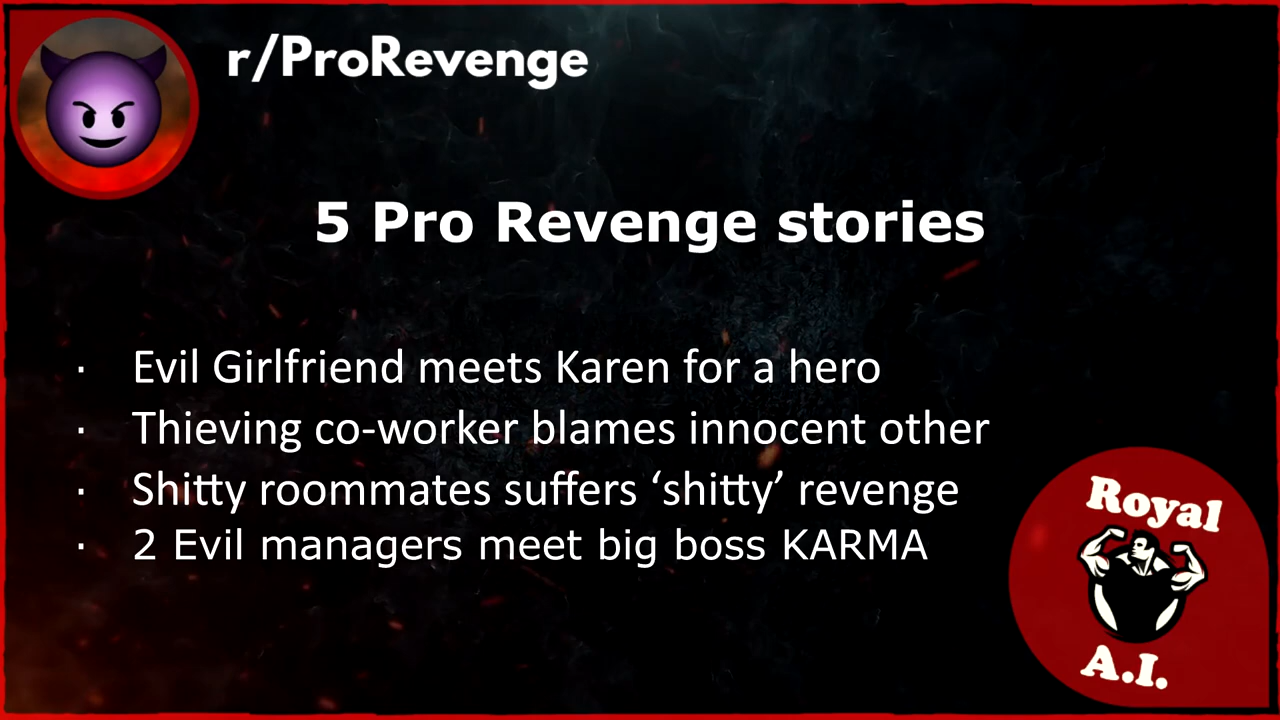 r/ProRevenge
5 Pro Revenge stories
· Evil Girlfriend meets Karen for a hero
· Thieving co-worker blames innocent other
· Shitty roommates suffers ‘shitty’ revenge
· 2 Evil managers meet big boss KARMA
Royal
A.I.